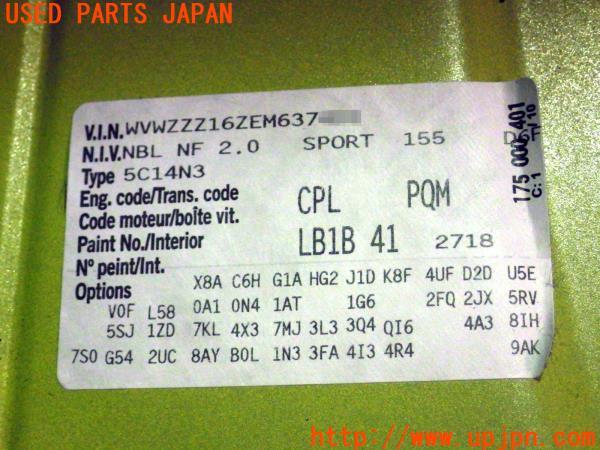 USED PARTS JAPAN
V.I.N. WVWZZZ16ZEM637
N.I.V. NBL NF 2.0 SPORT 155
Type 5C14N3
Eng. code/Trans. code
Code moteur/boîte vit. CPL PQM
Paint No./Interior
N° peint/Int. LB1B 41 2718
Options X8A C6H G1A HG2 J1D K8F 4UF D2D U5E
V0F L58 0A1 0N4 1AT 1G6 2FQ 2JX 5RV
5SJ 1ZD 7KL 4X3 7MJ 3L3 3Q4 QI6 4A3 8IH
7S0 G54 2UC 8AY B0L 1N3 3FA 4I3 4R4 9AK
C:1
http://www.upjpn.com